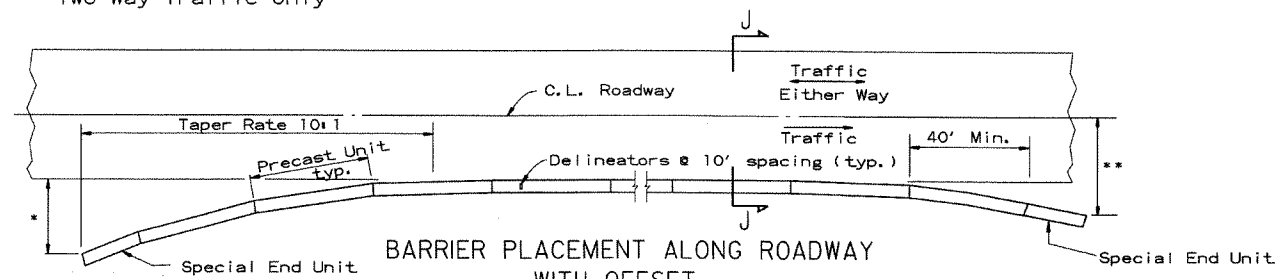 Two Way Traffic Only
J
Traffic
Either Way
C.L. Roadway
Taper Rate 10:1
Traffic
40' Min.
Precast Unit
typ.
Delineators @ 10' spacing (typ.)
*
**
J
BARRIER PLACEMENT ALONG ROADWAY
WITH OFFSET
Special End Unit
Special End Unit